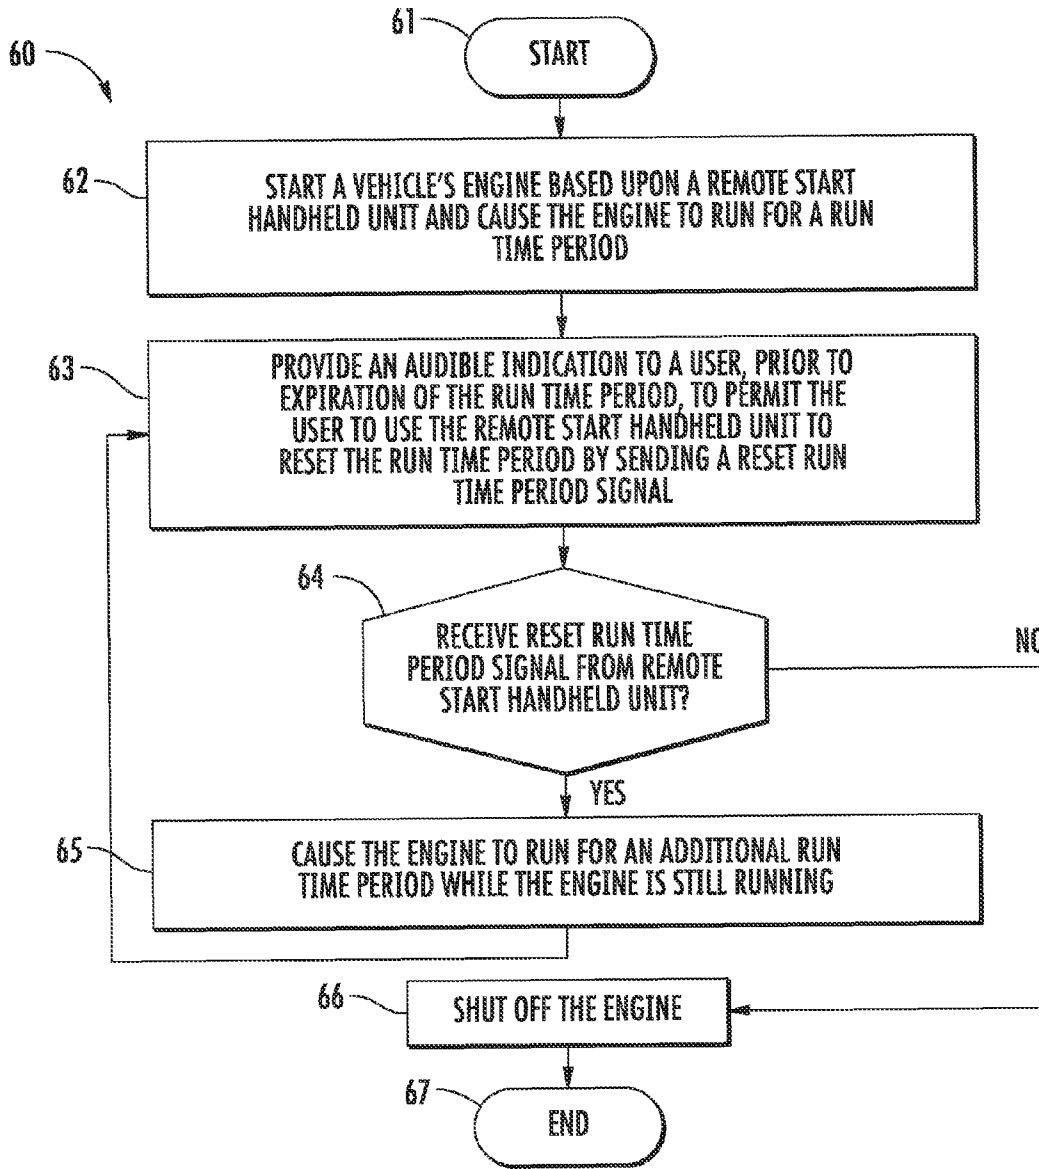 61
START
60
62
START A VEHICLE'S ENGINE BASED UPON A REMOTE START
HANDHELD UNIT AND CAUSE THE ENGINE TO RUN FOR A RUN
TIME PERIOD
63
PROVIDE AN AUDIBLE INDICATION TO A USER, PRIOR TO
EXPIRATION OF THE RUN TIME PERIOD, TO PERMIT THE
USER TO USE THE REMOTE START HANDHELD UNIT TO
RESET THE RUN TIME PERIOD BY SENDING A RESET RUN
TIME PERIOD SIGNAL
64
RECEIVE RESET RUN TIME
PERIOD SIGNAL FROM REMOTE
START HANDHELD UNIT?
NO
YES
65
CAUSE THE ENGINE TO RUN FOR AN ADDITIONAL RUN
TIME PERIOD WHILE THE ENGINE IS STILL RUNNING
66
SHUT OFF THE ENGINE
67
END